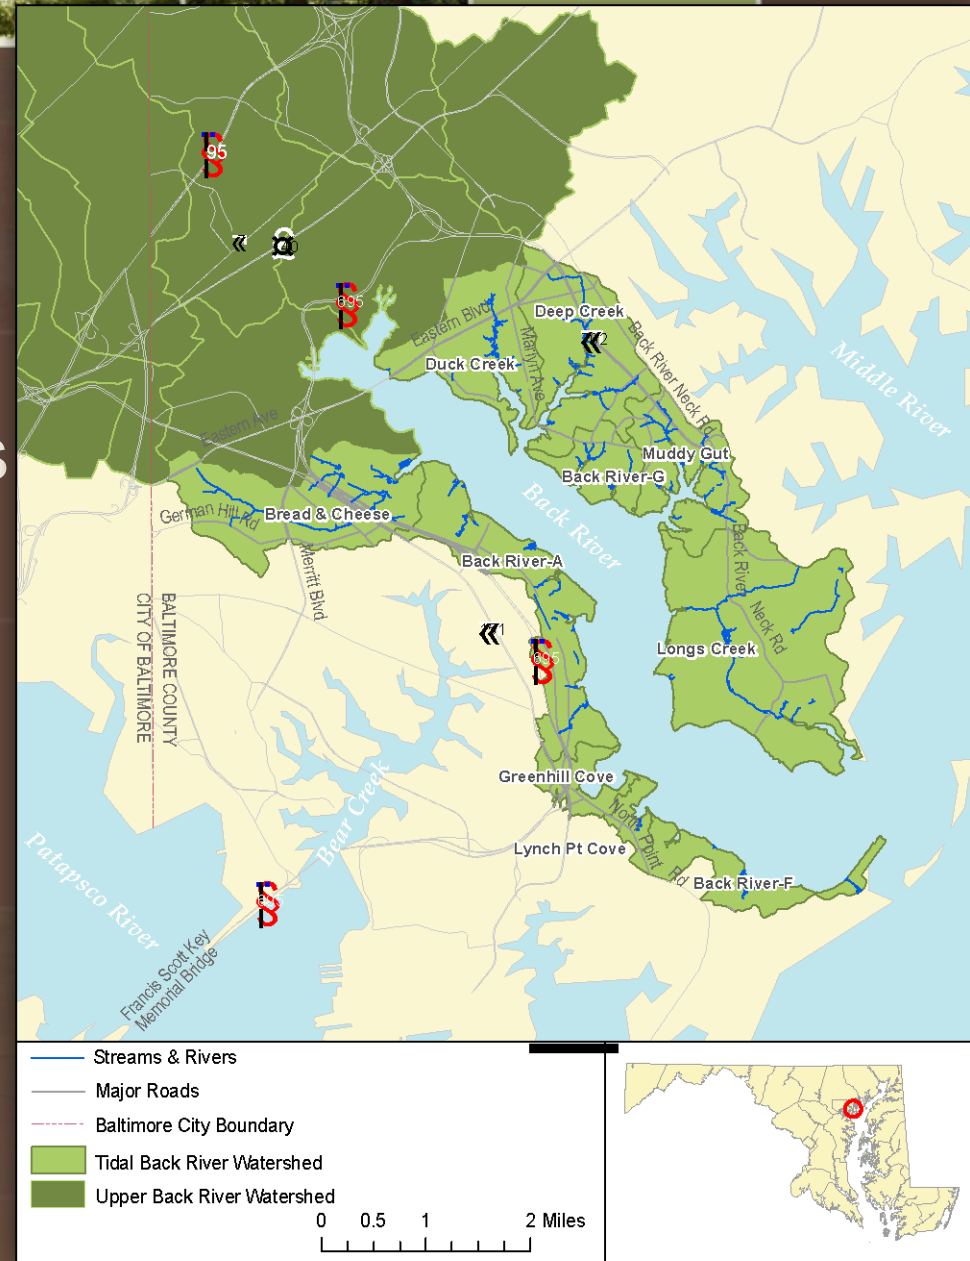 95
7
40
695
Deep Creek
Eastern Blvd
Marlyn Ave
Duck Creek
Back River Neck Rd
Middle River
Eastern Ave
Muddy Gut
Back River-G
Back River
German Hill Rd
Bread & Cheese
Merritt Blvd
Back River-A
Back River
Neck Rd
BALTIMORE COUNTY
CITY OF BALTIMORE
695
Longs Creek
Greenhill Cove
Bear Creek
North Point Rd
Lynch Pt Cove
Back River-F
Patapsco River
Francis Scott Key
Memorial Bridge
Streams & Rivers
Major Roads
Baltimore City Boundary
Tidal Back River Watershed
Upper Back River Watershed
0 0.5 1 2 Miles